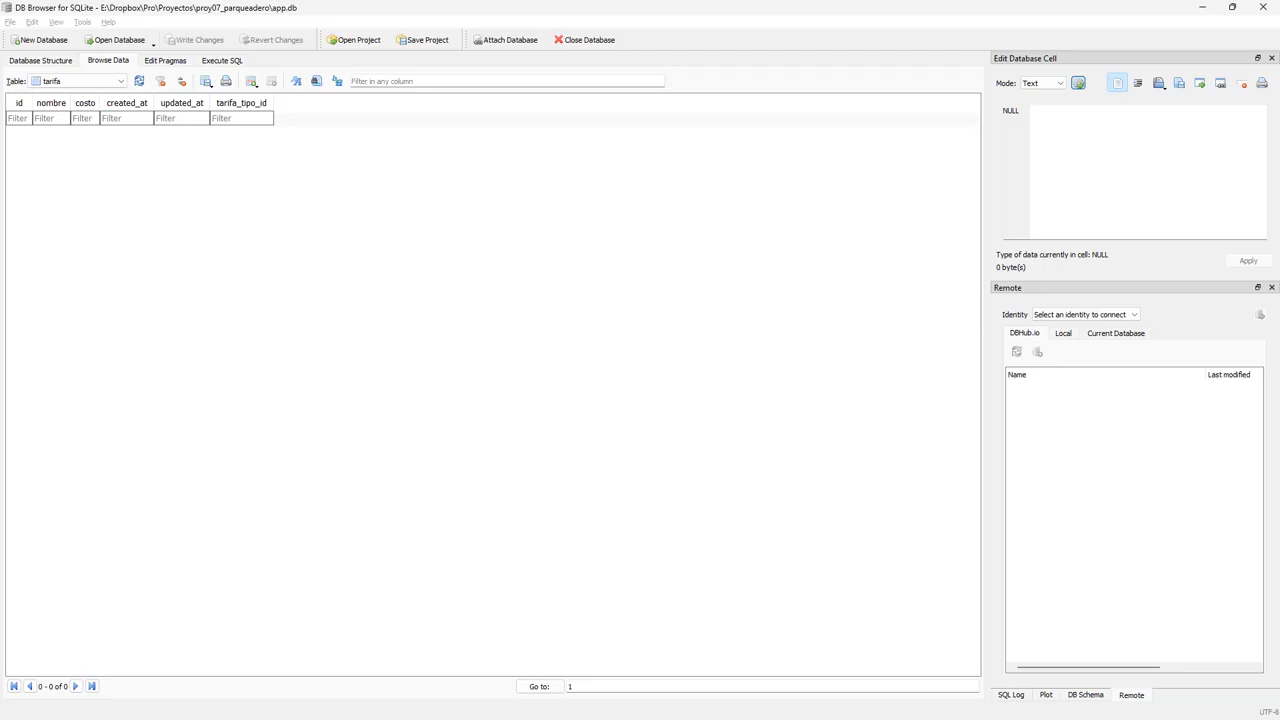 DB Browser for SQLite - E:\Dropbox\Pro\Proyectos\proy07_parqueadero\app.db
File Edit View Tools Help
New Database Open Database Write Changes Revert Changes Open Project Save Project Attach Database Close Database
Database Structure Browse Data Edit Pragmas Execute SQL
Table: tarifa Filter in any column
id nombre costo created_at updated_at tarifa_tipo_id
Filter Filter Filter Filter Filter Filter
0 - 0 of 0 Go to: 1
Edit Database Cell
Mode: Text
NULL
Type of data currently in cell: NULL
0 byte(s)
Apply
Remote
Identity Select an identity to connect
DBHub.io Local Current Database
Name Last modified
SQL Log Plot DB Schema Remote
UTF-8